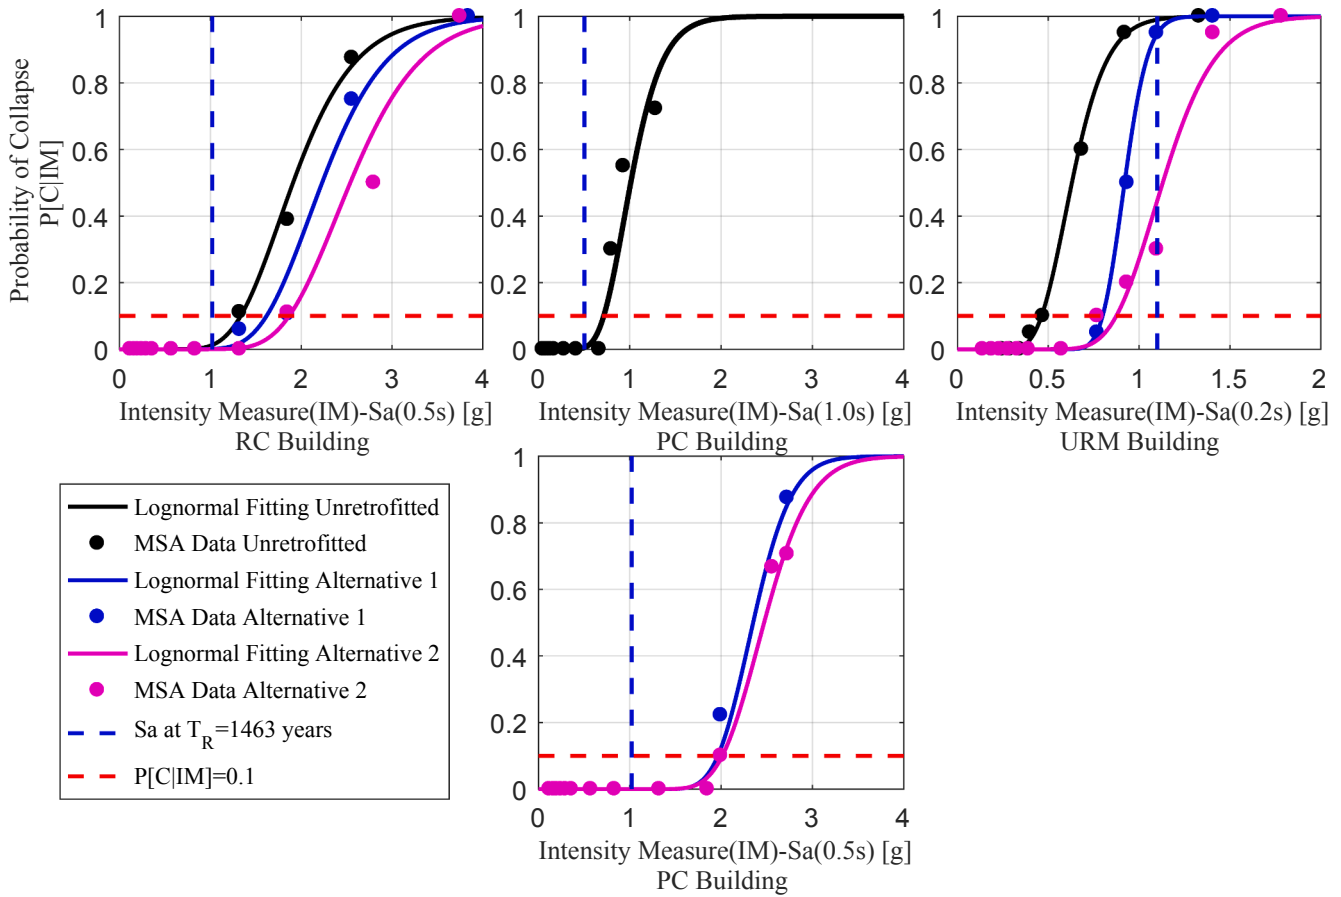 Probability of Collapse
P[C|IM]
1
0.8
0.6
0.4
0.2
0
0 1 2 3 4
Intensity Measure(IM)-Sa(0.5s) [g]
RC Building
1
0.8
0.6
0.4
0.2
0
0 1 2 3 4
Intensity Measure(IM)-Sa(1.0s) [g]
PC Building
1
0.8
0.6
0.4
0.2
0
0 0.5 1 1.5 2
Intensity Measure(IM)-Sa(0.2s) [g]
URM Building
Lognormal Fitting Unretrofitted
MSA Data Unretrofitted
Lognormal Fitting Alternative 1
MSA Data Alternative 1
Lognormal Fitting Alternative 2
MSA Data Alternative 2
Sa at T_R=1463 years
P[C|IM]=0.1
1
0.8
0.6
0.4
0.2
0
0 1 2 3 4
Intensity Measure(IM)-Sa(0.5s) [g]
PC Building